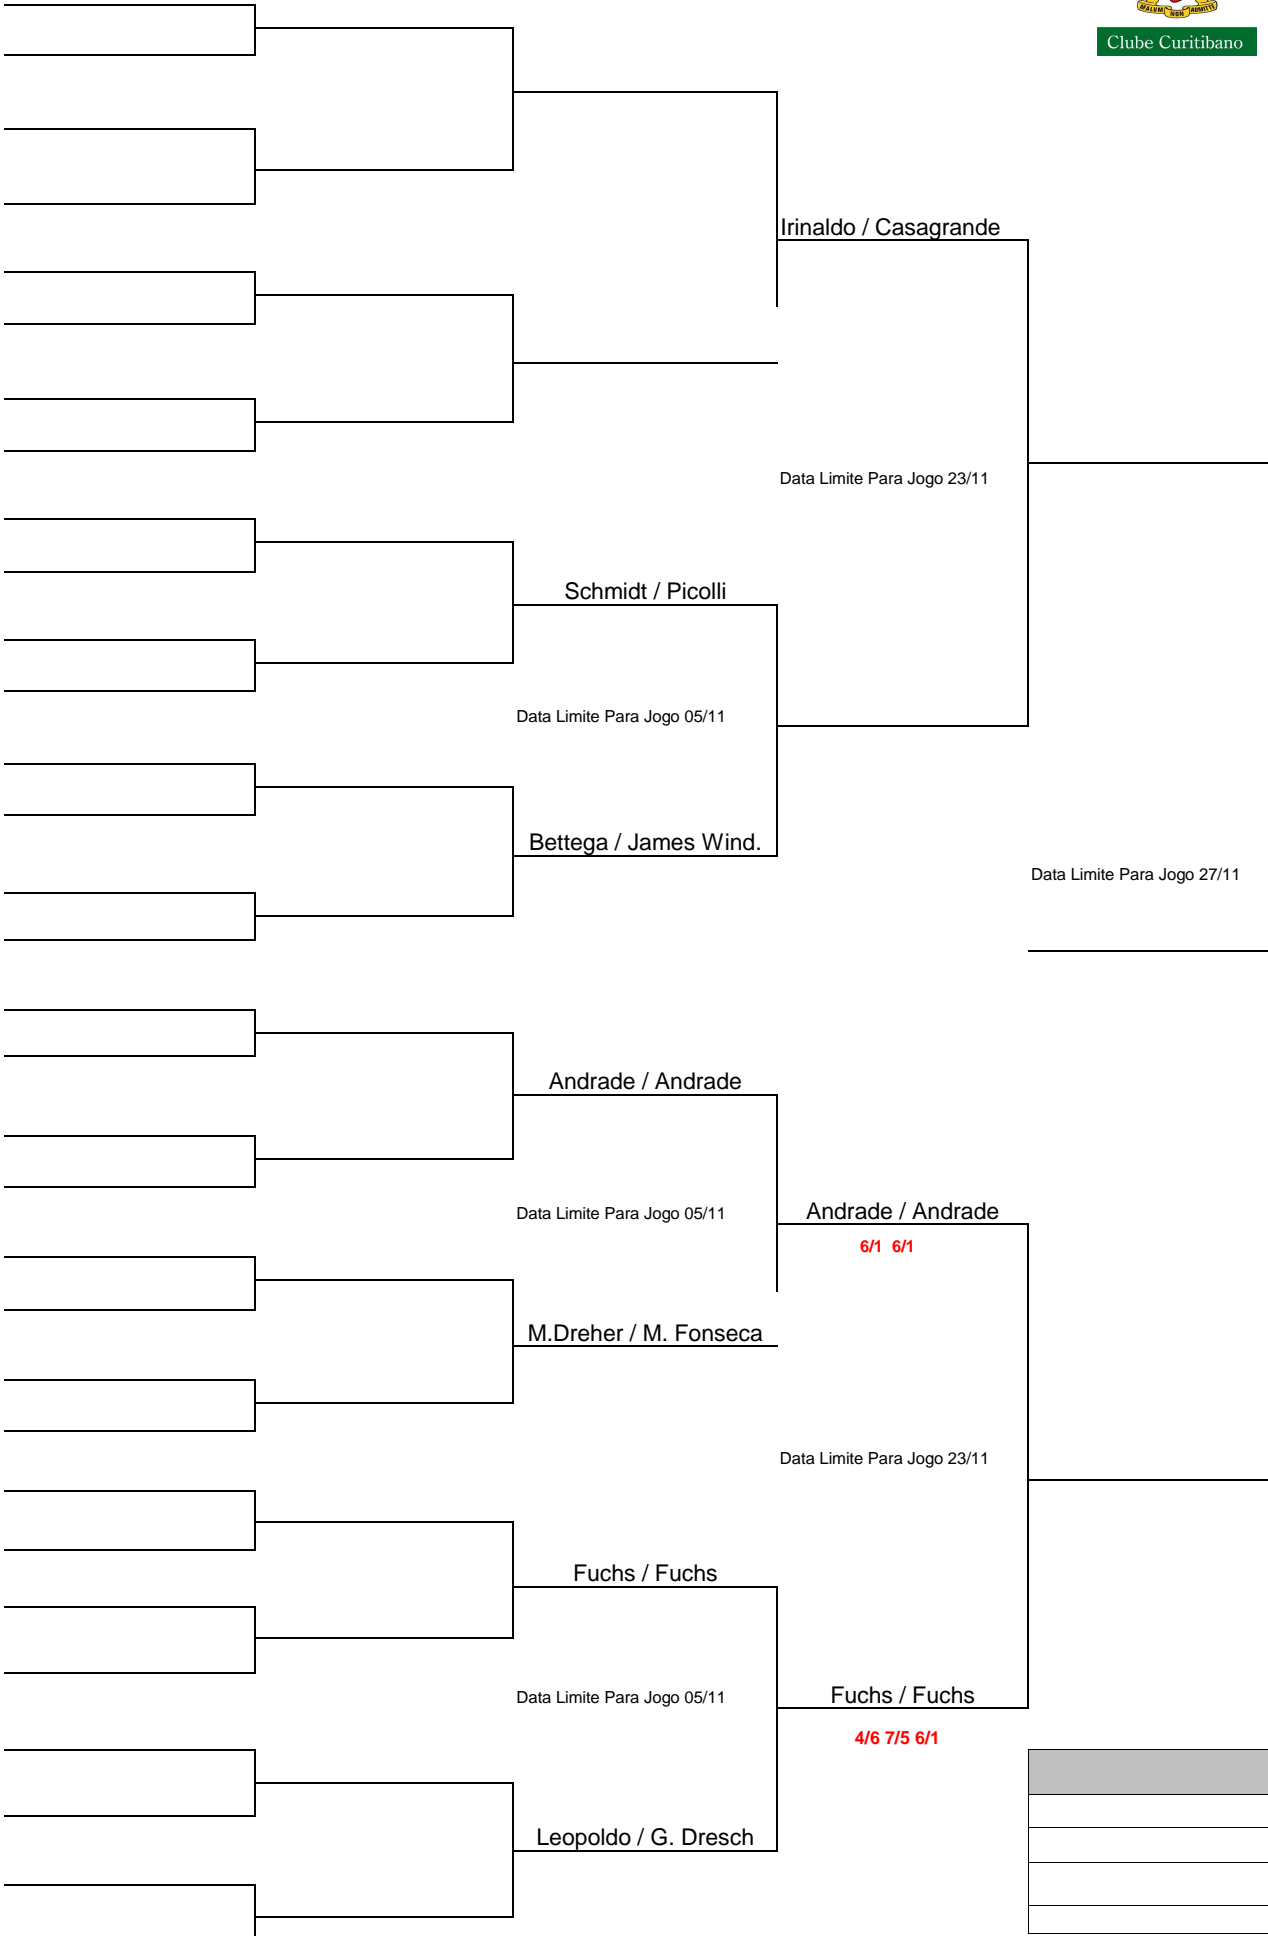 MALUM NON ADMITTE
Clube Curitibano
Irinaldo / Casagrande
Data Limite Para Jogo 23/11
Schmidt / Picolli
Data Limite Para Jogo 05/11
Bettega / James Wind.
Data Limite Para Jogo 27/11
Andrade / Andrade
Data Limite Para Jogo 05/11
Andrade / Andrade
6/1 6/1
M.Dreher / M. Fonseca
Data Limite Para Jogo 23/11
Fuchs / Fuchs
Data Limite Para Jogo 05/11
Fuchs / Fuchs
4/6 7/5 6/1
Leopoldo / G. Dresch